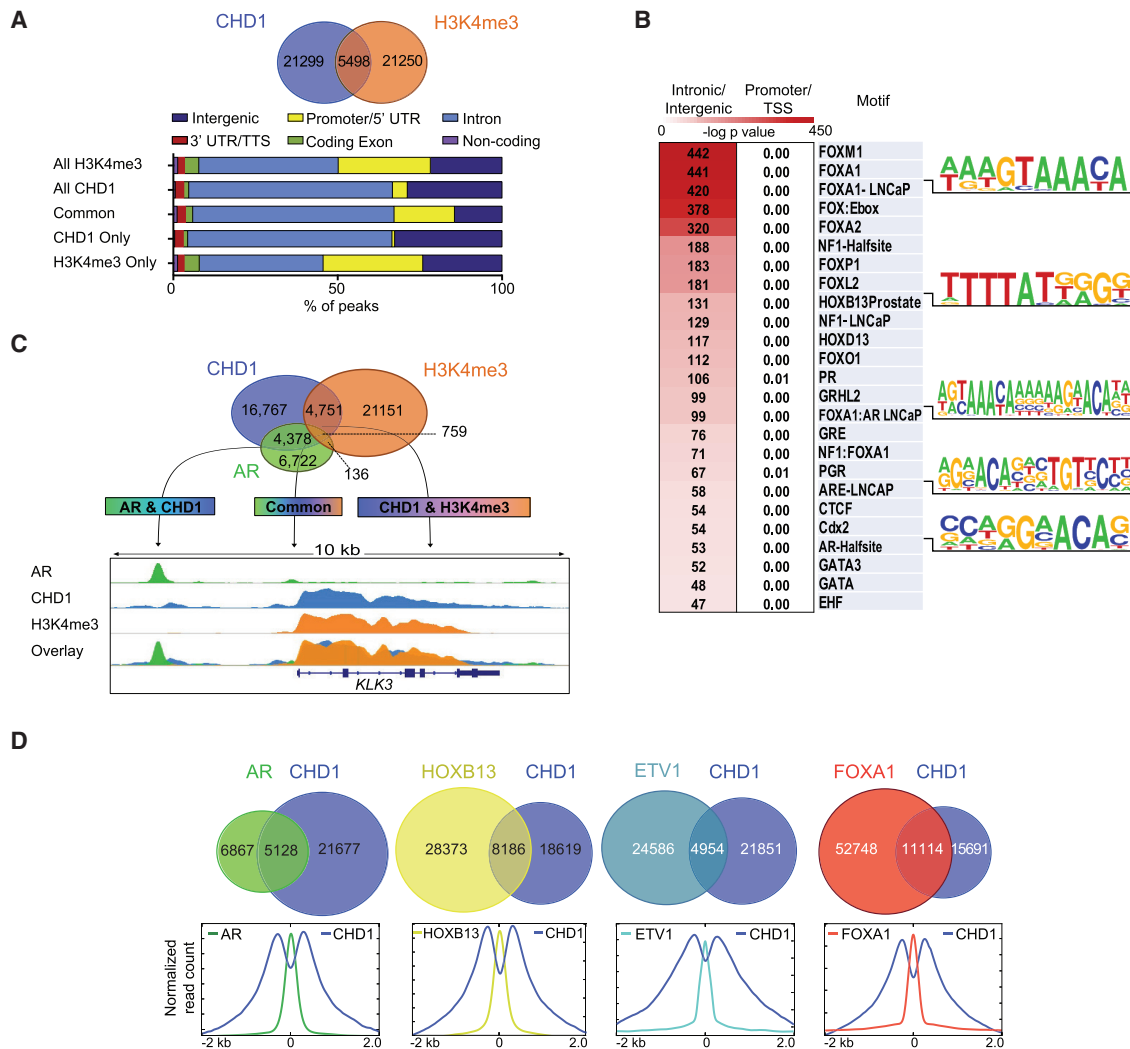 A
CHD1
H3K4me3
21299
5498
21250
Intergenic
Promoter/5' UTR
Intron
3' UTR/TTS
Coding Exon
Non-coding
All H3K4me3
All CHD1
Common
CHD1 Only
H3K4me3 Only
0
50
100
% of peaks
B
Intronic/
Intergenic
Promoter/
TSS
Motif
0
-log p value
450
442 0.00 FOXM1
441 0.00 FOXA1
420 0.00 FOXA1- LNCaP
378 0.00 FOX:Ebox
320 0.00 FOXA2
188 0.00 NF1-Halfsite
183 0.00 FOXP1
181 0.00 FOXL2
131 0.00 HOXB13Prostate
129 0.00 NF1-LNCaP
117 0.00 HOXD13
112 0.00 FOXO1
106 0.01 PR
99 0.00 GRHL2
99 0.00 FOXA1:AR LNCaP
76 0.00 GRE
71 0.00 NF1:FOXA1
67 0.01 PGR
58 0.00 ARE-LNCAP
54 0.00 CTCF
54 0.00 Cdx2
53 0.00 AR-Halfsite
52 0.00 GATA3
48 0.00 GATA
47 0.00 EHF
C
CHD1
H3K4me3
16,767
4,751
21151
4,378
759
AR
6,722
136
AR & CHD1
Common
CHD1 & H3K4me3
10 kb
AR
CHD1
H3K4me3
Overlay
KLK3
D
AR CHD1
6867 5128 21677
HOXB13 CHD1
28373 8186 18619
ETV1 CHD1
24586 4954 21851
FOXA1 CHD1
52748 11114 15691
Normalized
read count
AR CHD1
-2 kb 0 2.0
HOXB13 CHD1
-2 kb 0 2.0
ETV1 CHD1
-2 kb 0 2.0
FOXA1 CHD1
-2 kb 0 2.0